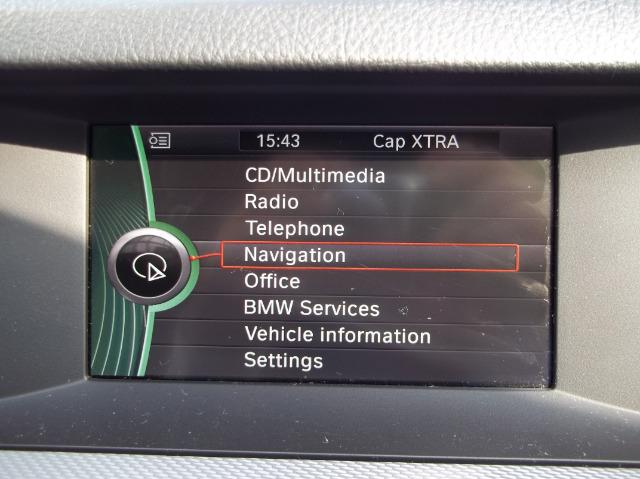 15:43 Cap XTRA
CD/Multimedia
Radio
Telephone
Navigation
Office
BMW Services
Vehicle information
Settings